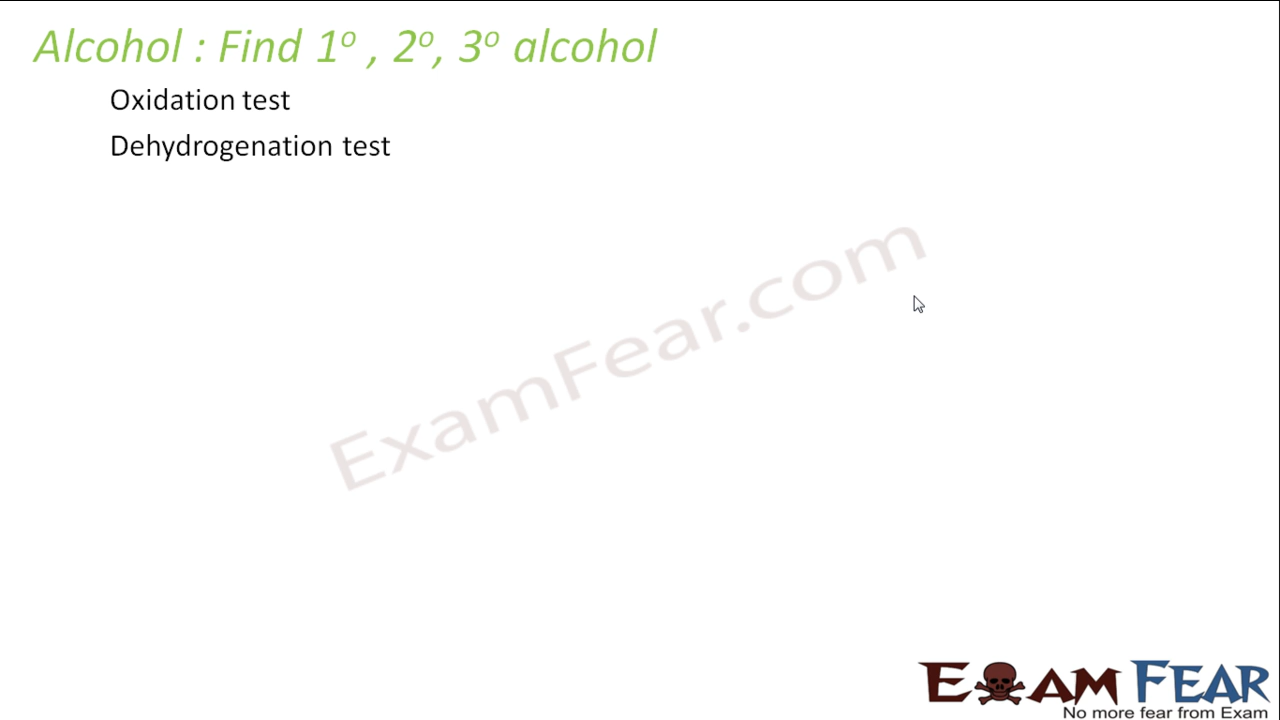 Alcohol : Find 1º , 2º, 3º alcohol
Oxidation test
Dehydrogenation test
ExamFear.com
EXAM FEAR
No more fear from Exam